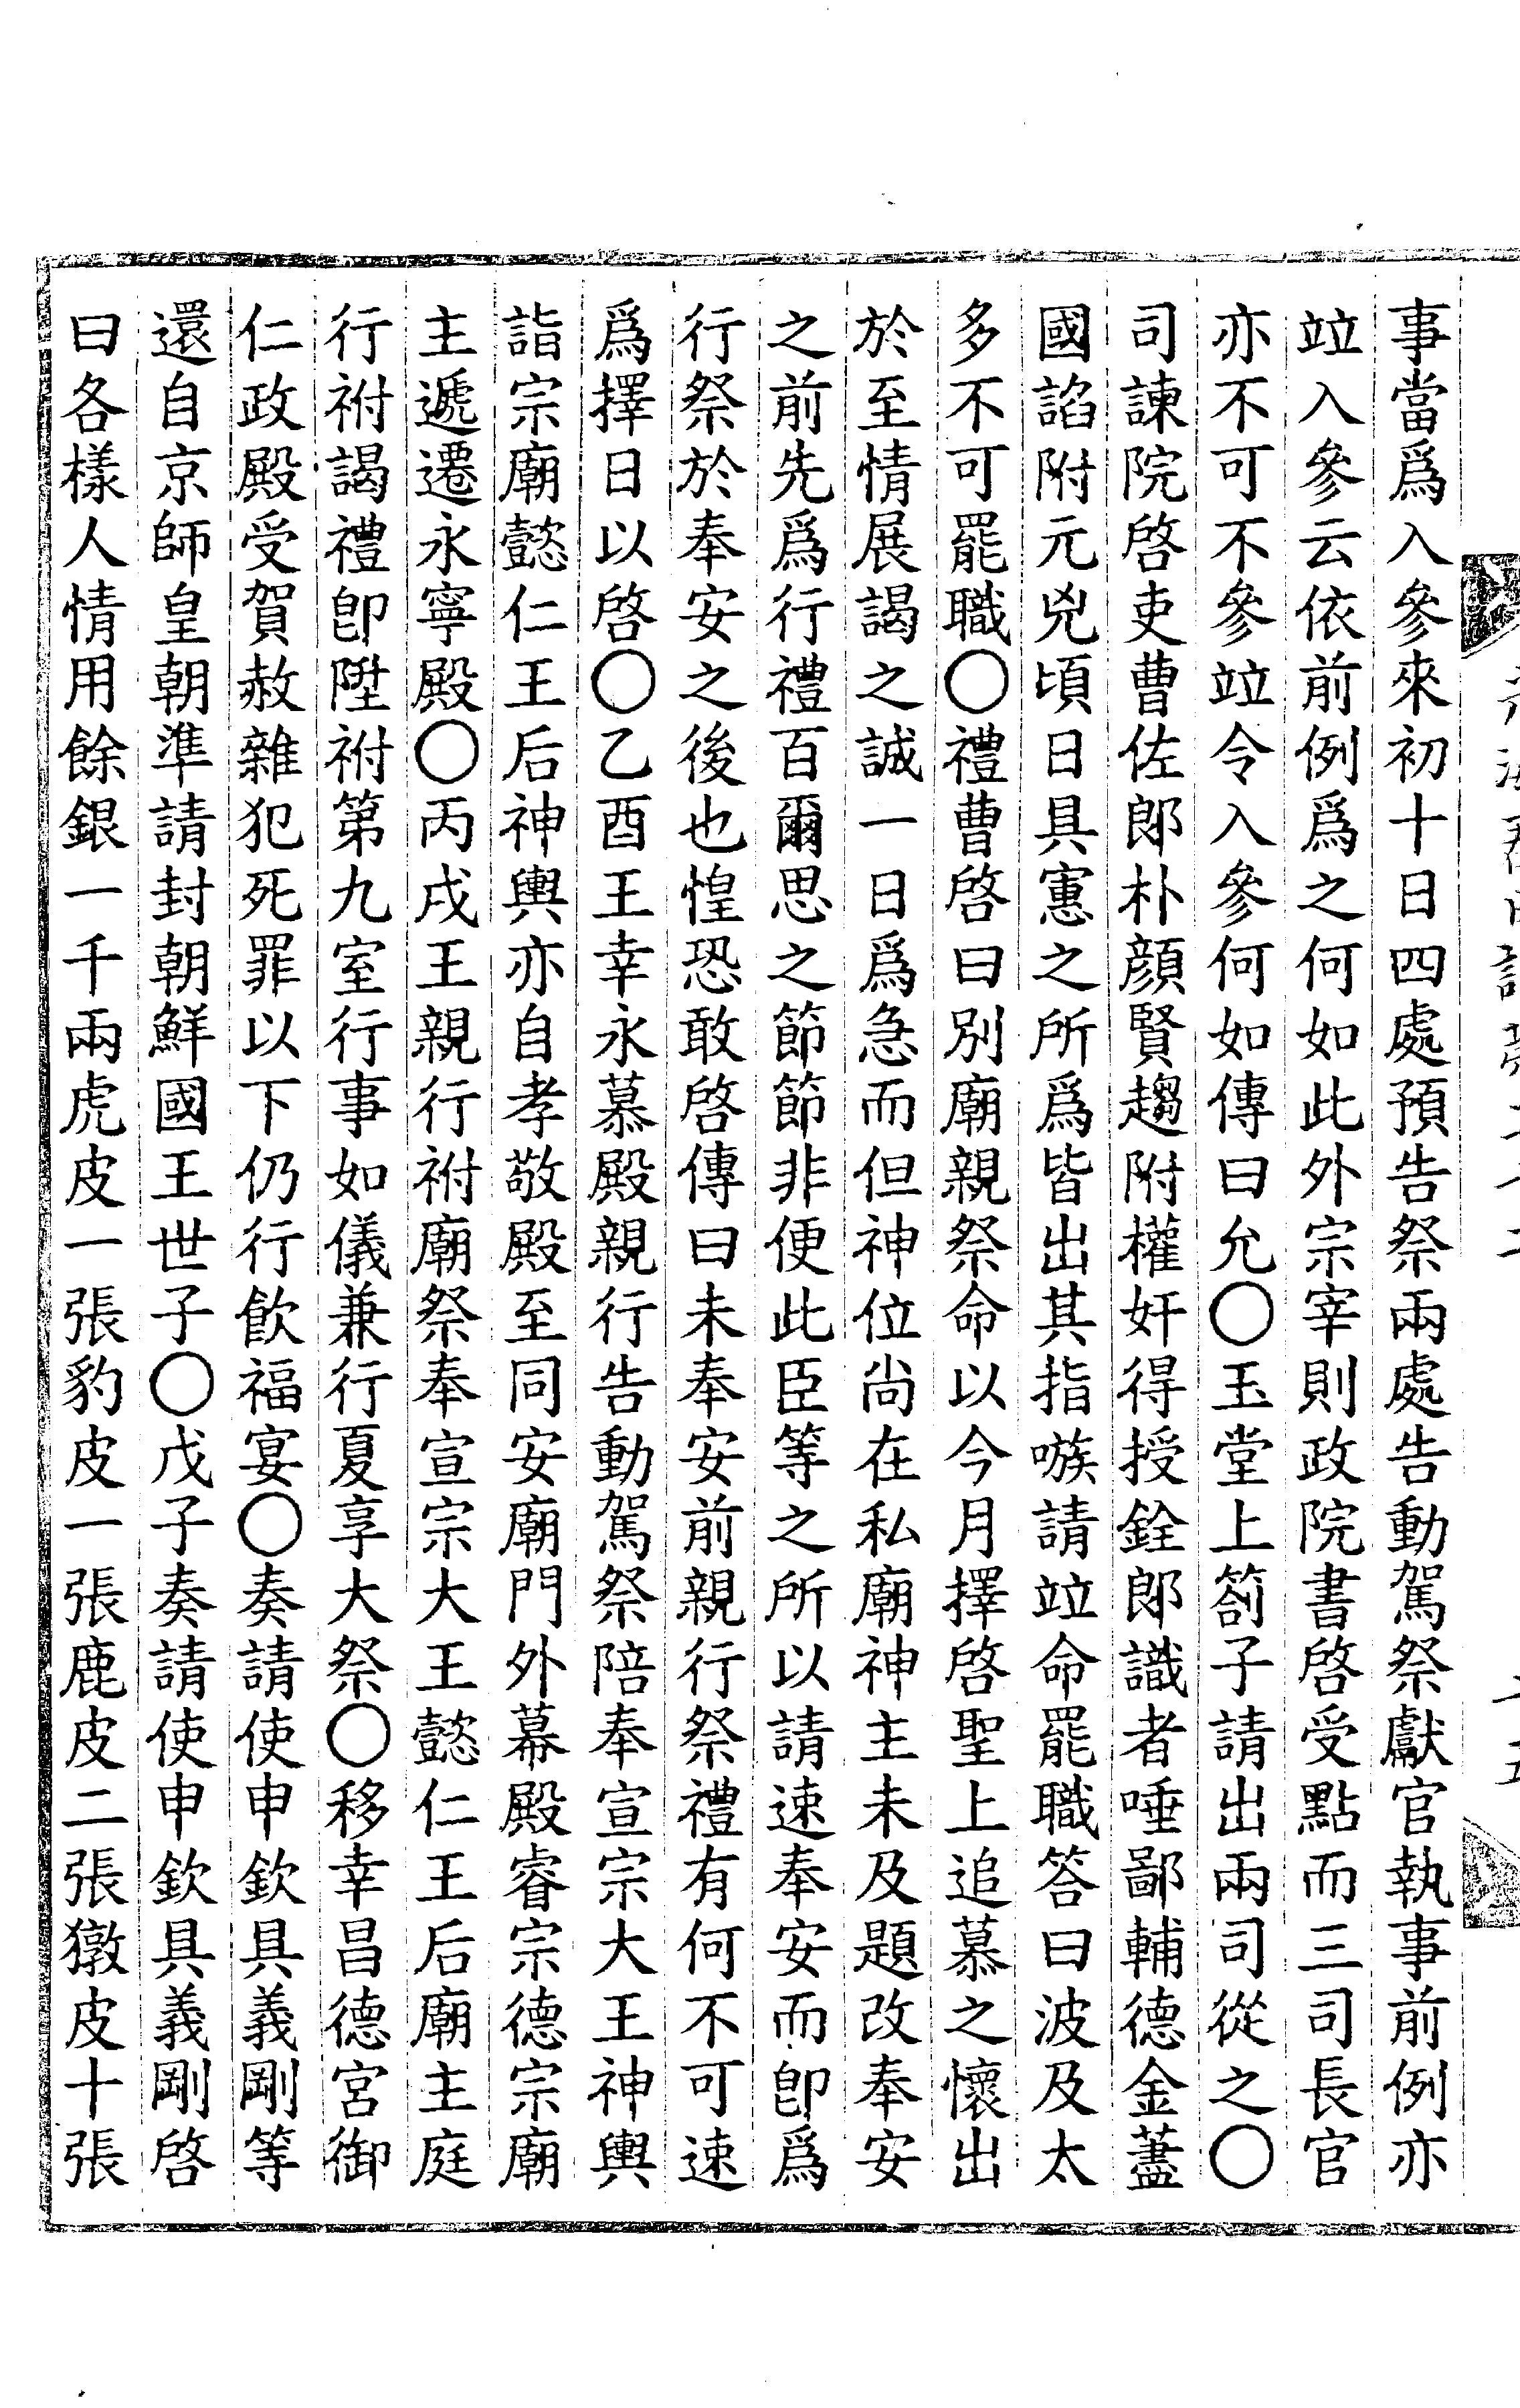 事當爲入參來初十日四處預告祭兩處告動駕祭獻官執事前例亦
竝入參云依前例爲之何如此外宗宰則政院書啓受點而三司長官
亦不可不參竝令入參何如傳曰允○玉堂上箚子請出兩司從之○
司諫院啓吏曹佐郞朴顔賢趨附權奸得授銓郞識者唾鄙輔德金藎
國諂附元兇頃日具寭之所爲皆出其指嗾請竝命罷職答曰波及太
多不可罷職○禮曹啓曰別廟親祭命以今月擇啓聖上追慕之懷出
於至情展謁之誠一日爲急而但神位尙在私廟神主未及題改奉安
之前先爲行禮百爾思之節節非便此臣等之所以請速奉安而卽爲
行祭於奉安之後也惶恐敢啓傳曰未奉安前親行祭禮有何不可速
爲擇日以啓○乙酉王幸永慕殿親行告動駕祭陪奉宣宗大王神輿
詣宗廟懿仁王后神輿亦自孝敬殿至同安廟門外幕殿睿宗德宗廟
主遞遷永寧殿○丙戌王親行祔廟祭奉宣宗大王懿仁王后廟主庭
行祔謁禮卽陞祔第九室行事如儀兼行夏享大祭○移幸昌德宮御
仁政殿受賀赦雜犯死罪以下仍行飮福宴○奏請使申欽具義剛等
還自京師皇朝準請封朝鮮國王世子○戊子奏請使申欽具義剛啓
曰各樣人情用餘銀一千兩虎皮一張豹皮一張鹿皮二張獤皮十張